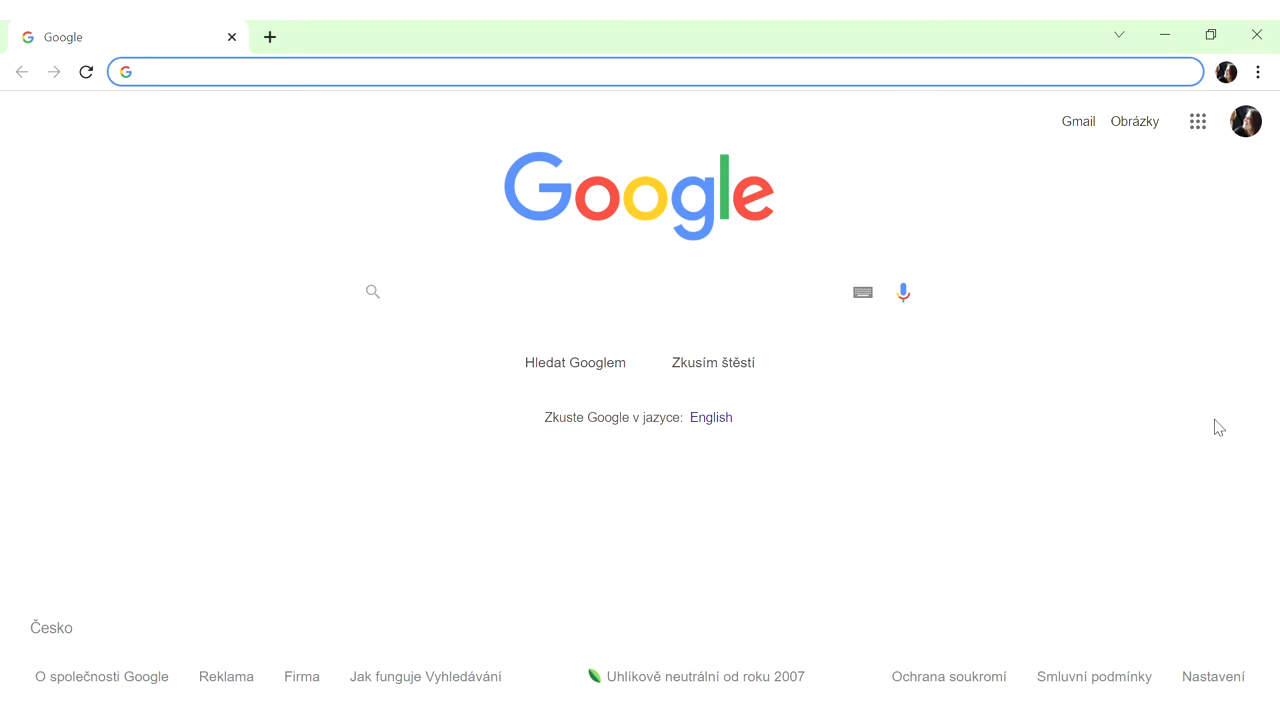 Google
Gmail Obrázky
Google
Hledat Googlem Zkusím štěstí
Zkuste Google v jazyce: English
Česko
O společnosti Google Reklama Firma Jak funguje Vyhledávání Uhlíkově neutrální od roku 2007 Ochrana soukromí Smluvní podmínky Nastavení